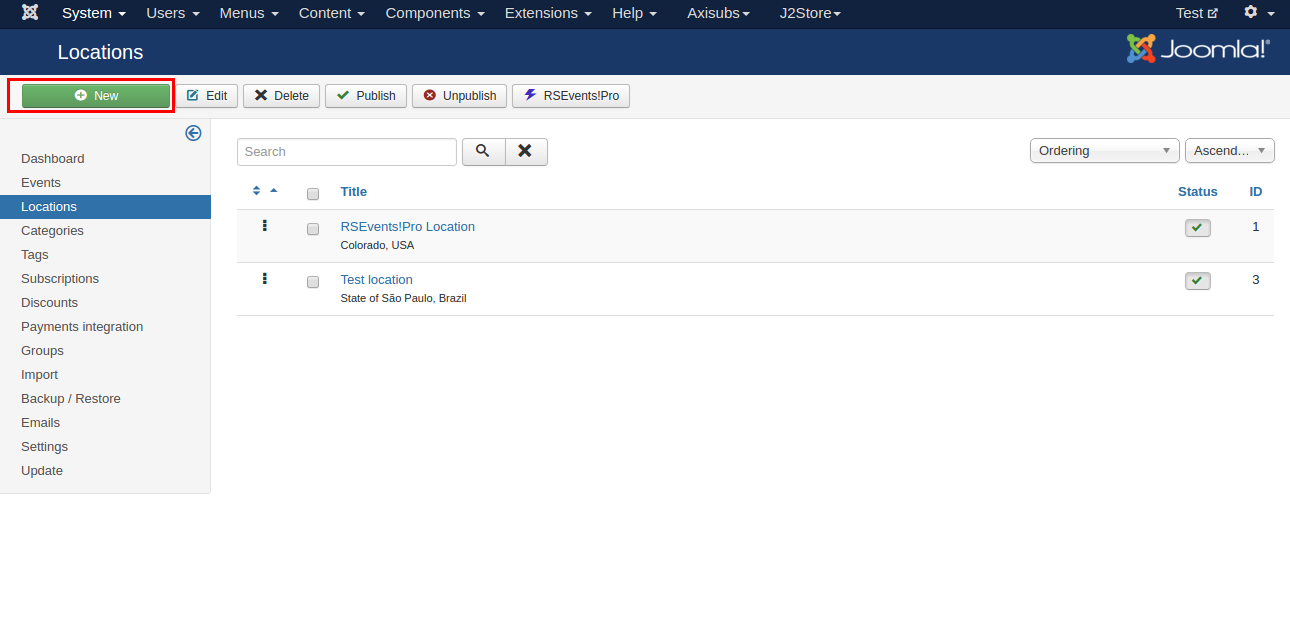 System Users Menus Content Components Extensions Help Axisubs J2Store Test
Locations Joomla!®
New Edit Delete Publish Unpublish RSEvents!Pro
Dashboard
Events
Locations
Categories
Tags
Subscriptions
Discounts
Payments integration
Groups
Import
Backup / Restore
Emails
Settings
Update
Search Ordering Ascend...
Title Status ID
RSEvents!Pro Location 1
Colorado, USA
Test location 3
State of São Paulo, Brazil